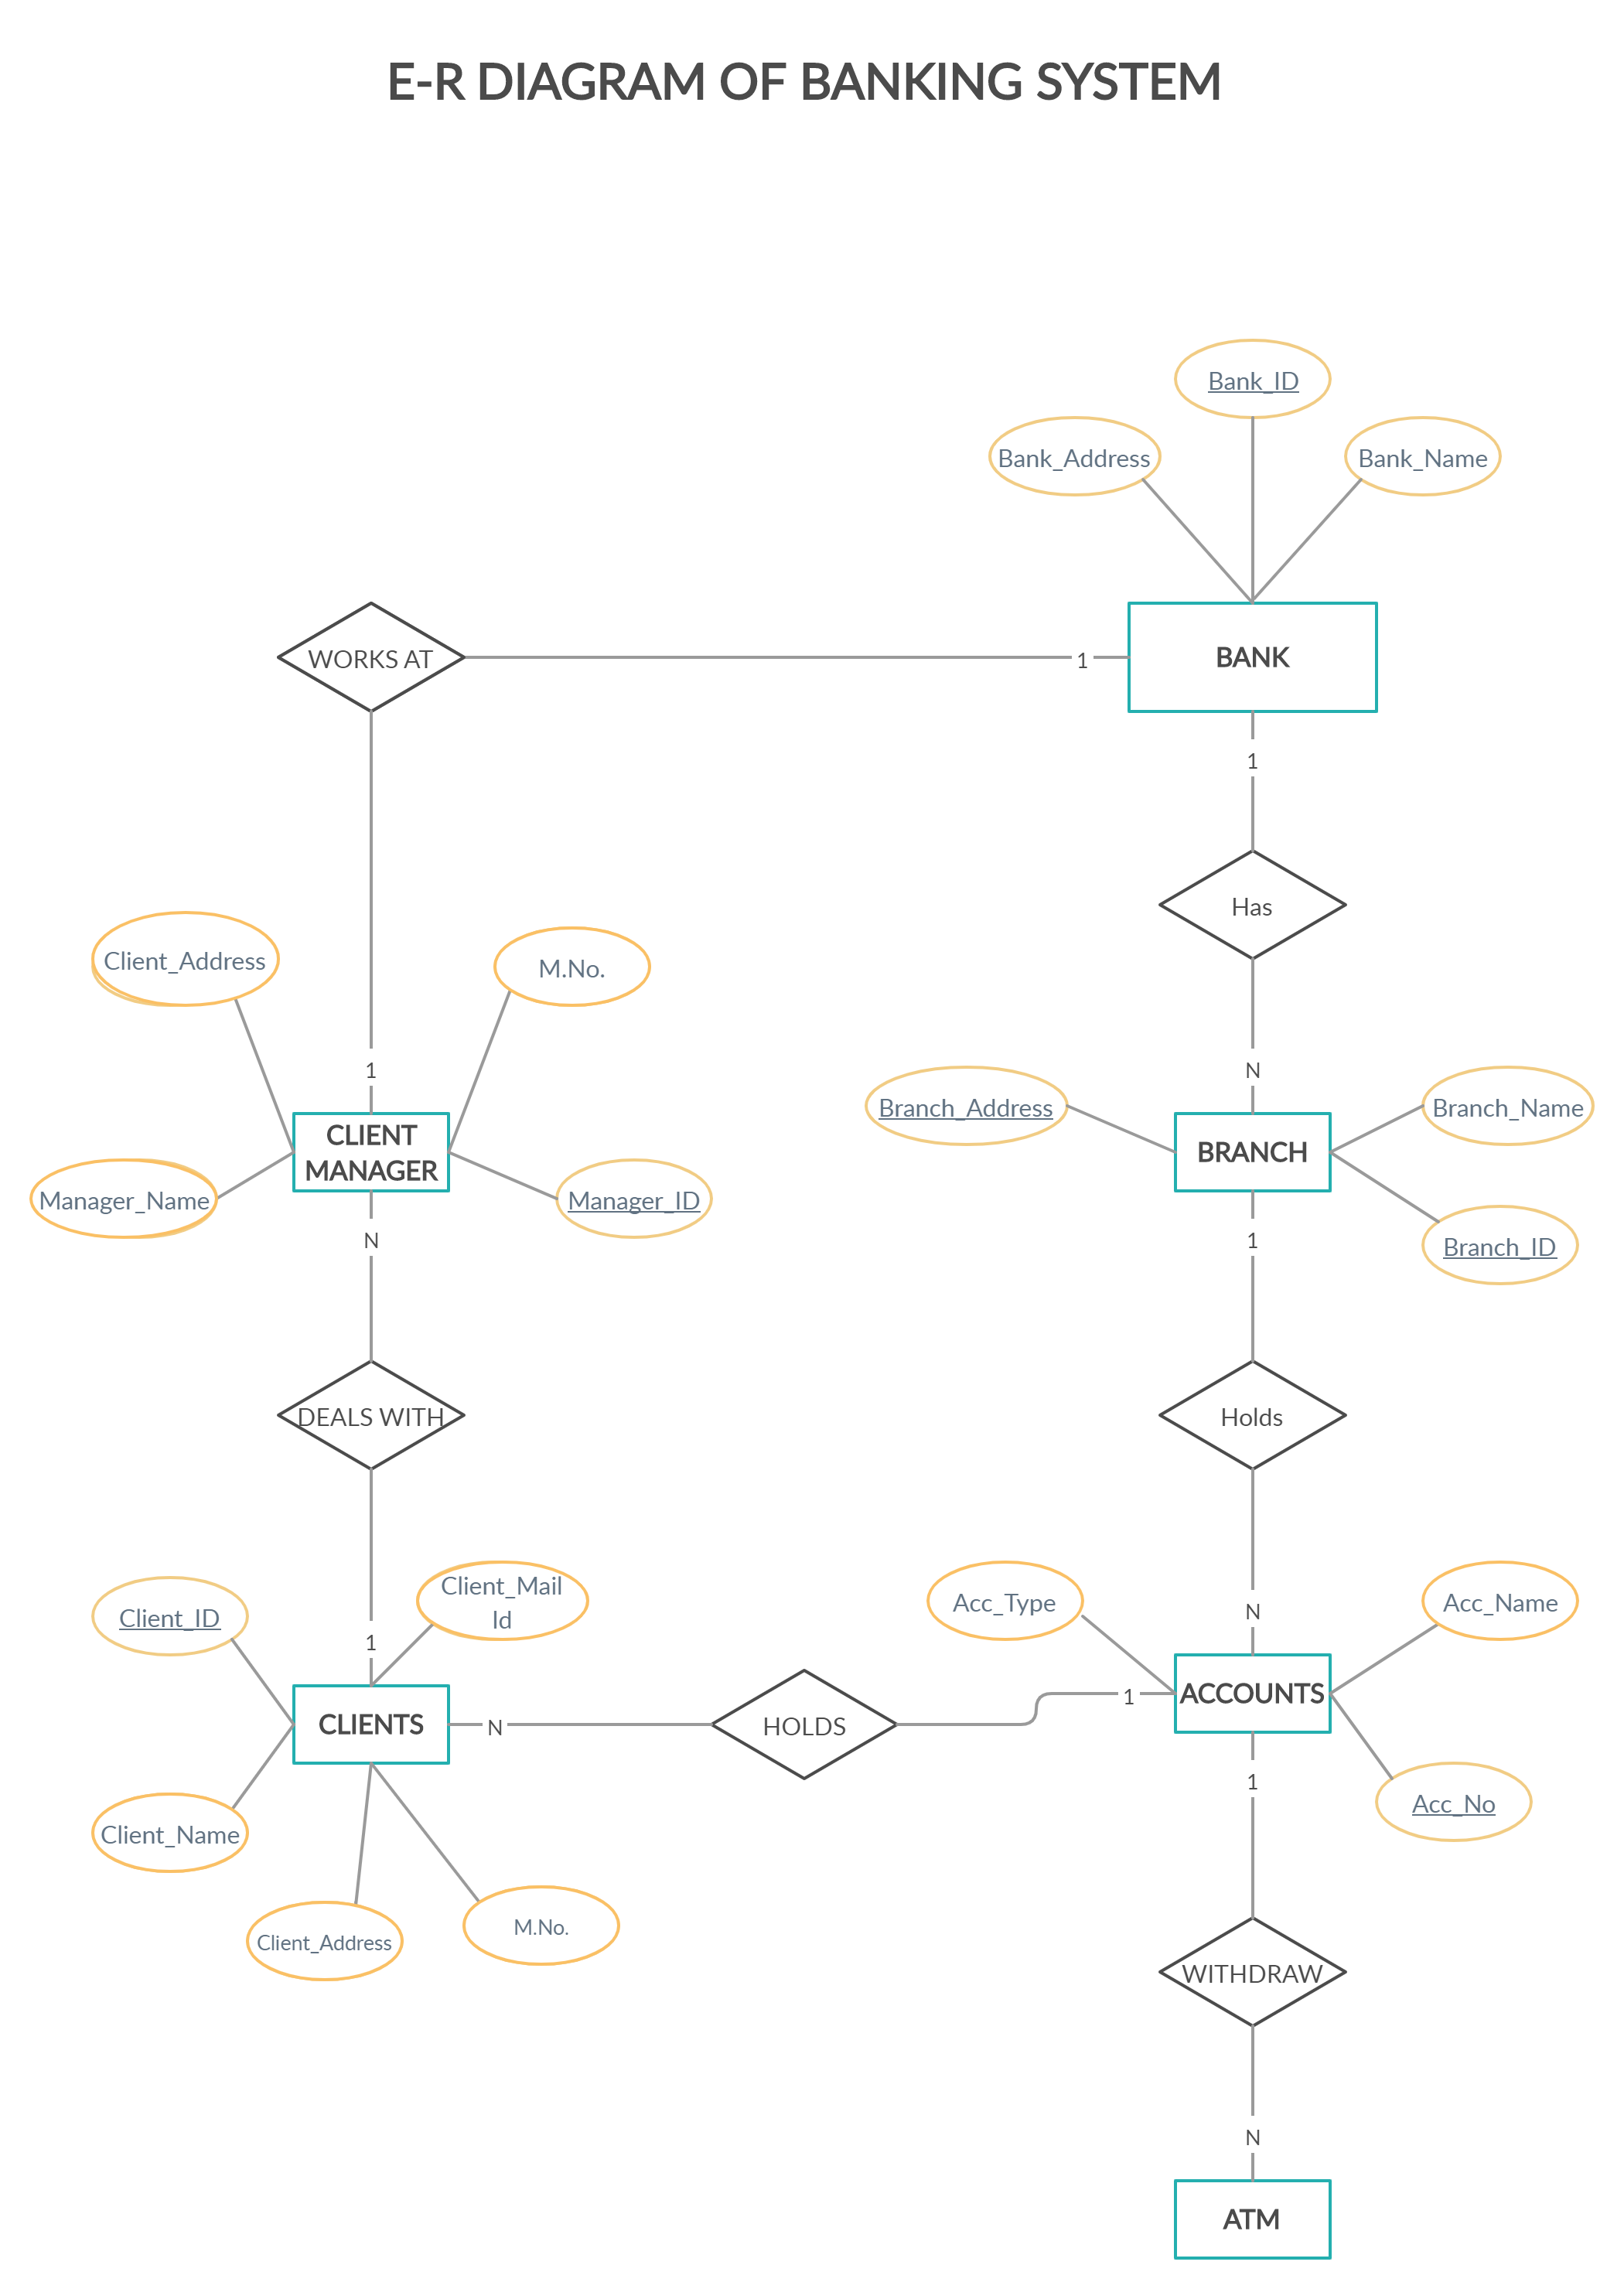 E-R DIAGRAM OF BANKING SYSTEM
Bank_ID
Bank_Address
Bank_Name
WORKS AT
1
BANK
1
Has
Client_Address
M.No.
1
N
Branch_Address
Branch_Name
CLIENT
MANAGER
BRANCH
Manager_Name
Manager_ID
N
1
Branch_ID
DEALS WITH
Holds
Client_Mail
Id
Client_ID
Acc_Type
Acc_Name
1
N
CLIENTS
N
HOLDS
1
ACCOUNTS
1
Client_Name
Acc_No
Client_Address
M.No.
WITHDRAW
N
ATM